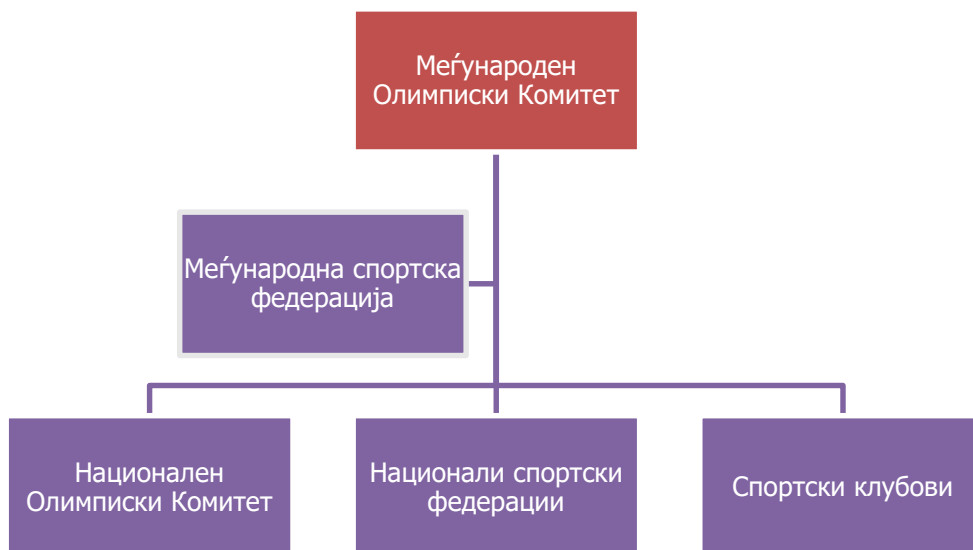 Меѓународен
Олимписки Комитет
Меѓународна спортска
федерација
Национален
Олимписки Комитет
Национали спортски
федерации
Спортски клубови